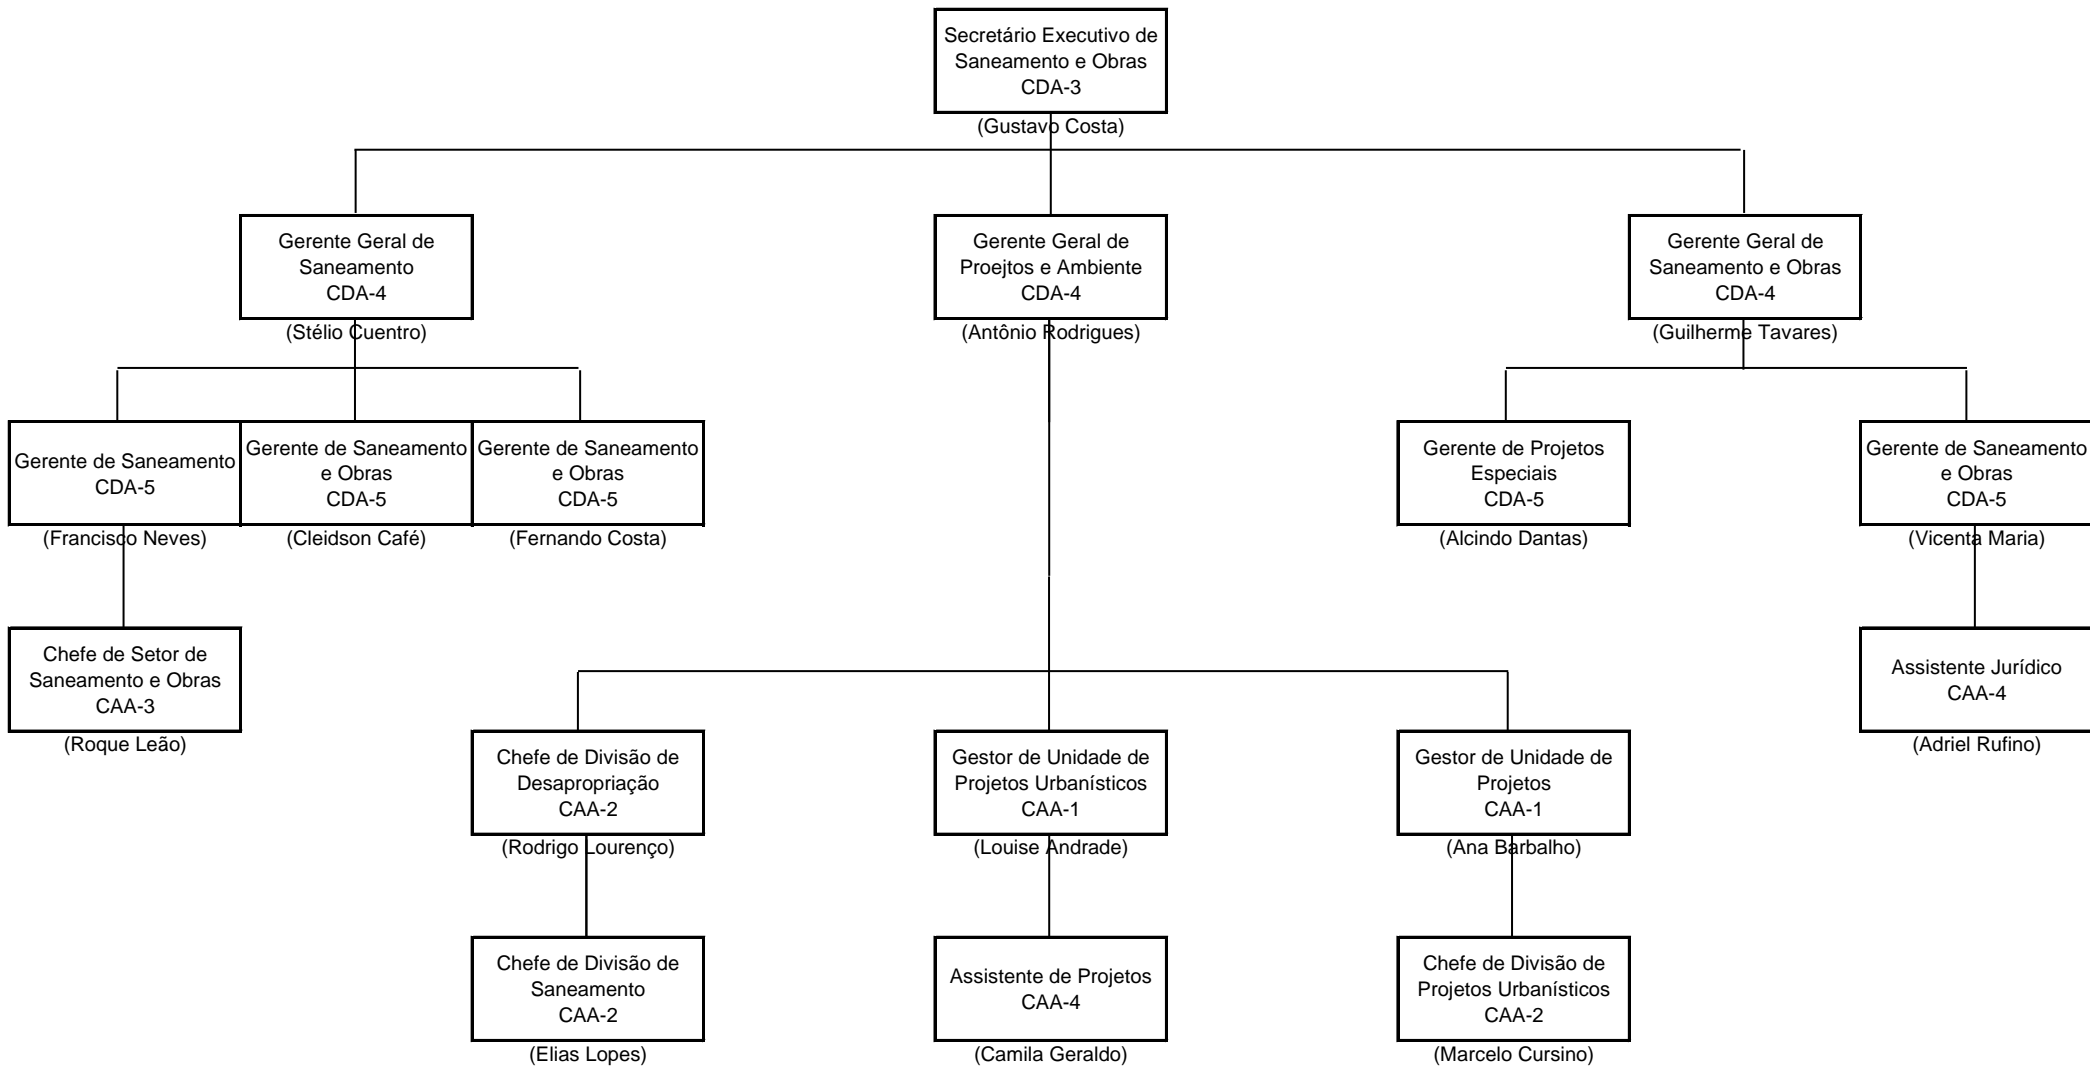 Secretário Executivo de
Saneamento e Obras
CDA-3
(Gustavo Costa)
Gerente Geral de
Saneamento
CDA-4
(Stélio Cuentro)
Gerente Geral de
Proejtos e Ambiente
CDA-4
(Antônio Rodrigues)
Gerente Geral de
Saneamento e Obras
CDA-4
(Guilherme Tavares)
Gerente de Saneamento
CDA-5
(Francisco Neves)
Gerente de Saneamento
e Obras
CDA-5
(Cleidson Café)
Gerente de Saneamento
e Obras
CDA-5
(Fernando Costa)
Gerente de Projetos
Especiais
CDA-5
(Alcindo Dantas)
Gerente de Saneamento
e Obras
CDA-5
(Vicenta Maria)
Chefe de Setor de
Saneamento e Obras
CAA-3
(Roque Leão)
Assistente Jurídico
CAA-4
(Adriel Rufino)
Chefe de Divisão de
Desapropriação
CAA-2
(Rodrigo Lourenço)
Gestor de Unidade de
Projetos Urbanísticos
CAA-1
(Louise Andrade)
Gestor de Unidade de
Projetos
CAA-1
(Ana Barbalho)
Chefe de Divisão de
Saneamento
CAA-2
(Elias Lopes)
Assistente de Projetos
CAA-4
(Camila Geraldo)
Chefe de Divisão de
Projetos Urbanísticos
CAA-2
(Marcelo Cursino)